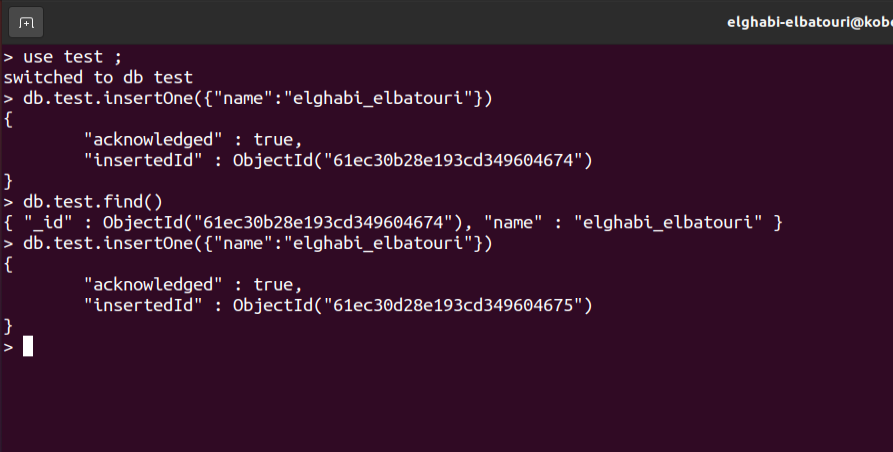 elghabi-elbatouri@kob
> use test ;
switched to db test
> db.test.insertOne({"name":"elghabi_elbatouri"})
{
        "acknowledged" : true,
        "insertedId" : ObjectId("61ec30b28e193cd349604674")
}
> db.test.find()
{ "_id" : ObjectId("61ec30b28e193cd349604674"), "name" : "elghabi_elbatouri" }
> db.test.insertOne({"name":"elghabi_elbatouri"})
{
        "acknowledged" : true,
        "insertedId" : ObjectId("61ec30d28e193cd349604675")
}
>